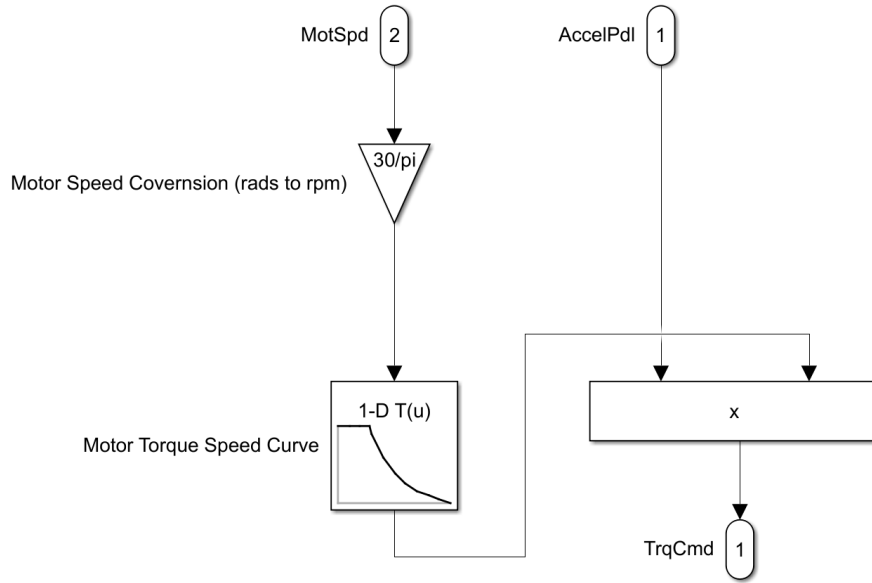 MotSpd 2 AccelPdl 1
30/pi
Motor Speed Covernsion (rads to rpm)
1-D T(u)
x
Motor Torque Speed Curve
TrqCmd 1